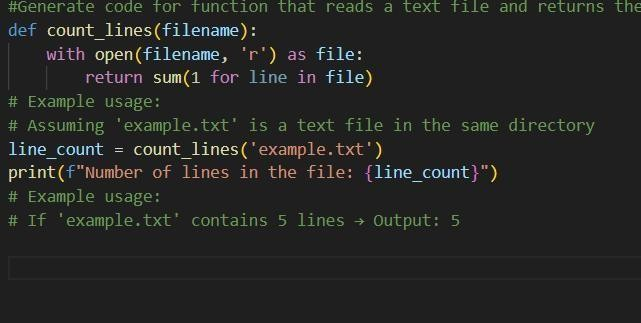 #Generate code for function that reads a text file and returns the
def count_lines(filename):
    with open(filename, 'r') as file:
        return sum(1 for line in file)
# Example usage:
# Assuming 'example.txt' is a text file in the same directory
line_count = count_lines('example.txt')
print(f"Number of lines in the file: {line_count}")
# Example usage:
# If 'example.txt' contains 5 lines → Output: 5